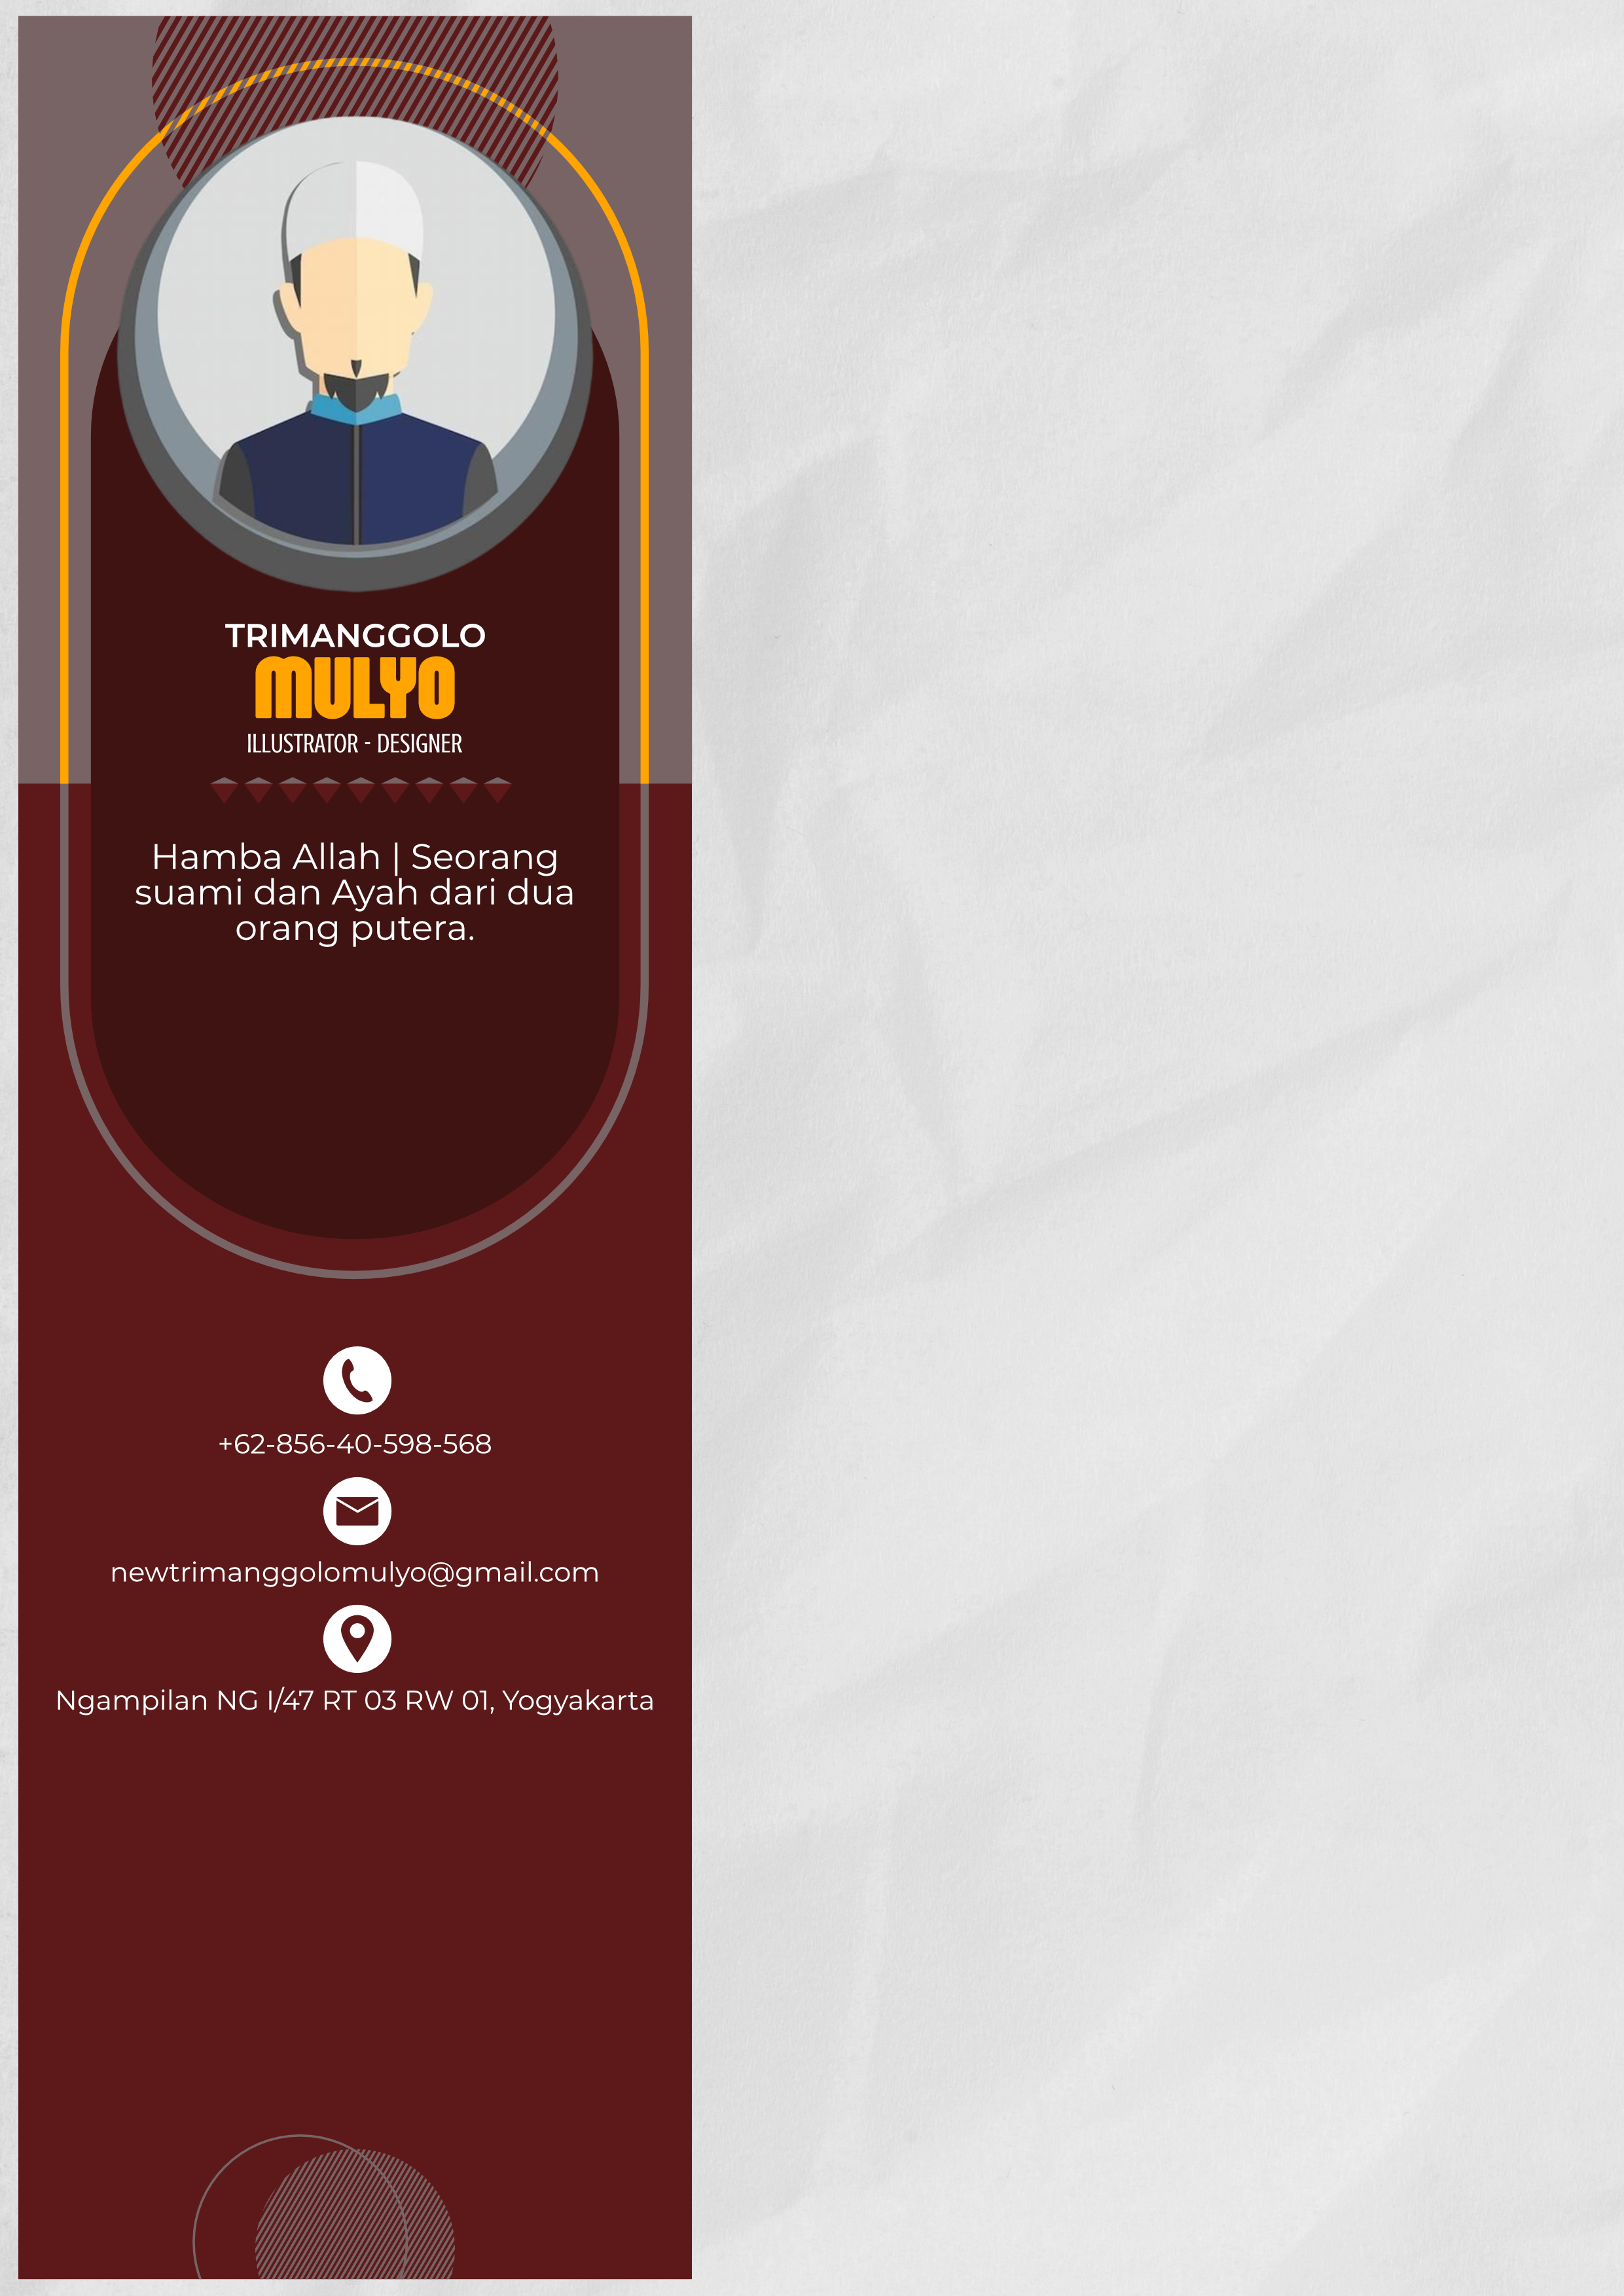 TRIMANGGOLO
MULYO
ILLUSTRATOR - DESIGNER
Hamba Allah | Seorang
suami dan Ayah dari dua
orang putera.
+62-856-40-598-568
newtrimanggolomulyo@gmail.com
Ngampilan NG I/47 RT 03 RW 01, Yogyakarta